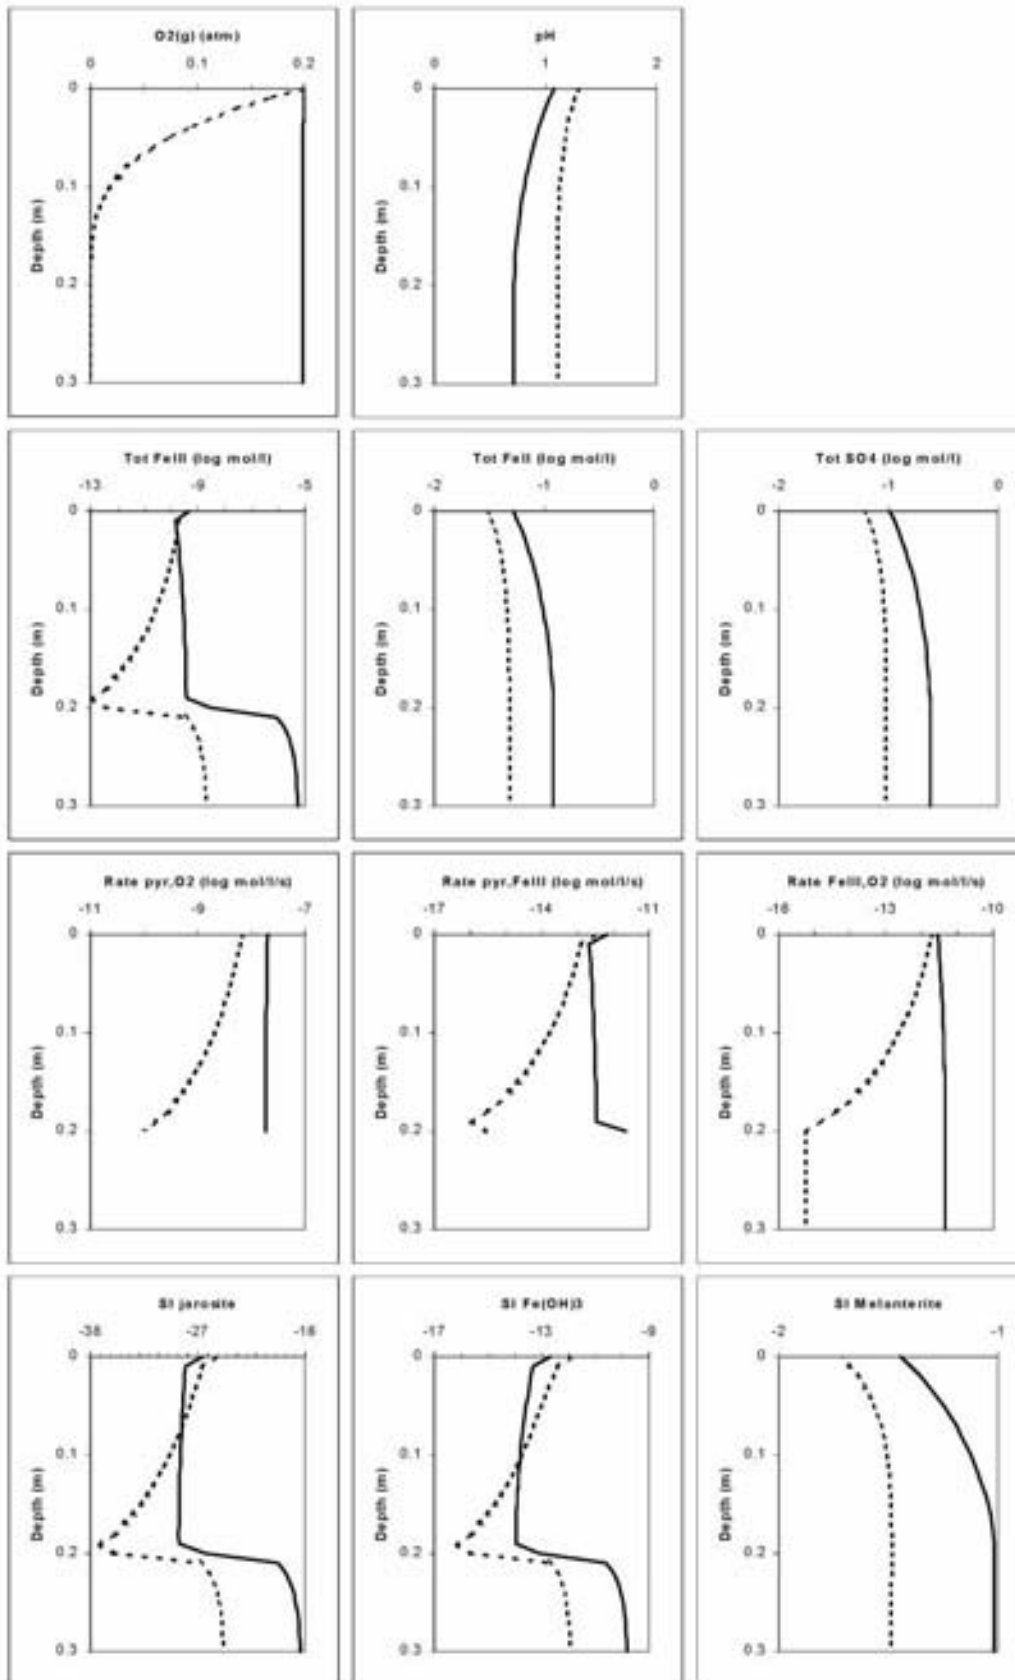 O2(g) (atm)
0 0.1 0.2
0
0.1
0.2
0.3
Depth (m)
pH
0 1 2
0
0.1
0.2
0.3
Depth (m)
Tot FeIII (log mol/l)
-13 -9 -5
0
0.1
0.2
0.3
Depth (m)
Tot FeII (log mol/l)
-2 -1 0
0
0.1
0.2
0.3
Depth (m)
Tot SO4 (log mol/l)
-2 -1 0
0
0.1
0.2
0.3
Depth (m)
Rate pyr,O2 (log mol/l/s)
-11 -9 -7
0
0.1
0.2
0.3
Depth (m)
Rate pyr,FeIII (log mol/l/s)
-17 -14 -11
0
0.1
0.2
0.3
Depth (m)
Rate FeIII,O2 (log mol/l/s)
-16 -13 -10
0
0.1
0.2
0.3
Depth (m)
SI jarosite
-38 -27 -16
0
0.1
0.2
0.3
Depth (m)
SI Fe(OH)3
-17 -13 -9
0
0.1
0.2
0.3
Depth (m)
SI Melanterite
-2 -1
0
0.1
0.2
0.3
Depth (m)